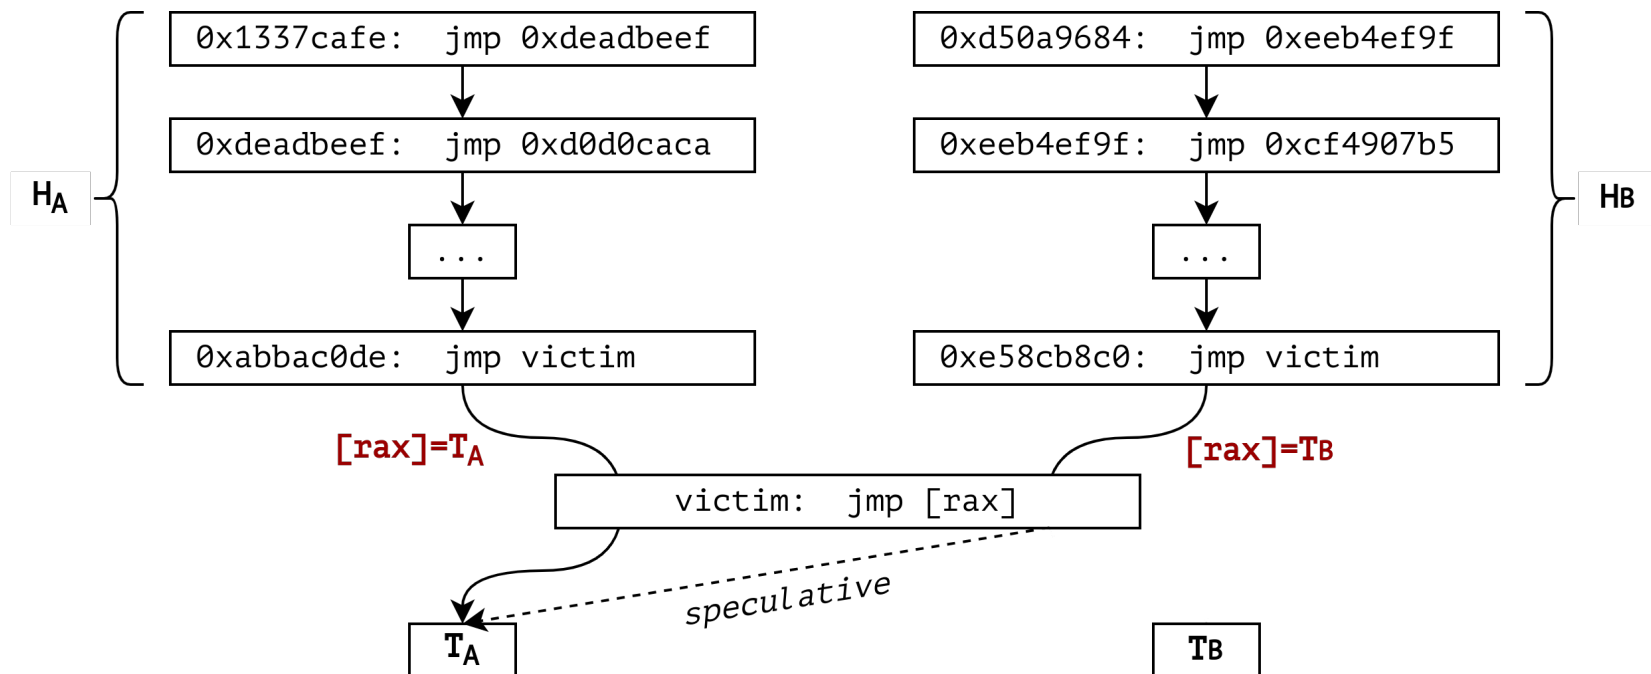 0x1337cafe: jmp 0xdeadbeef
0xdeadbeef: jmp 0xd0d0caca
...
0xabbac0de: jmp victim
HA
0xd50a9684: jmp 0xeeb4ef9f
0xeeb4ef9f: jmp 0xcf4907b5
...
0xe58cb8c0: jmp victim
HB
[rax]=TA
[rax]=TB
victim: jmp [rax]
speculative
TA
TB